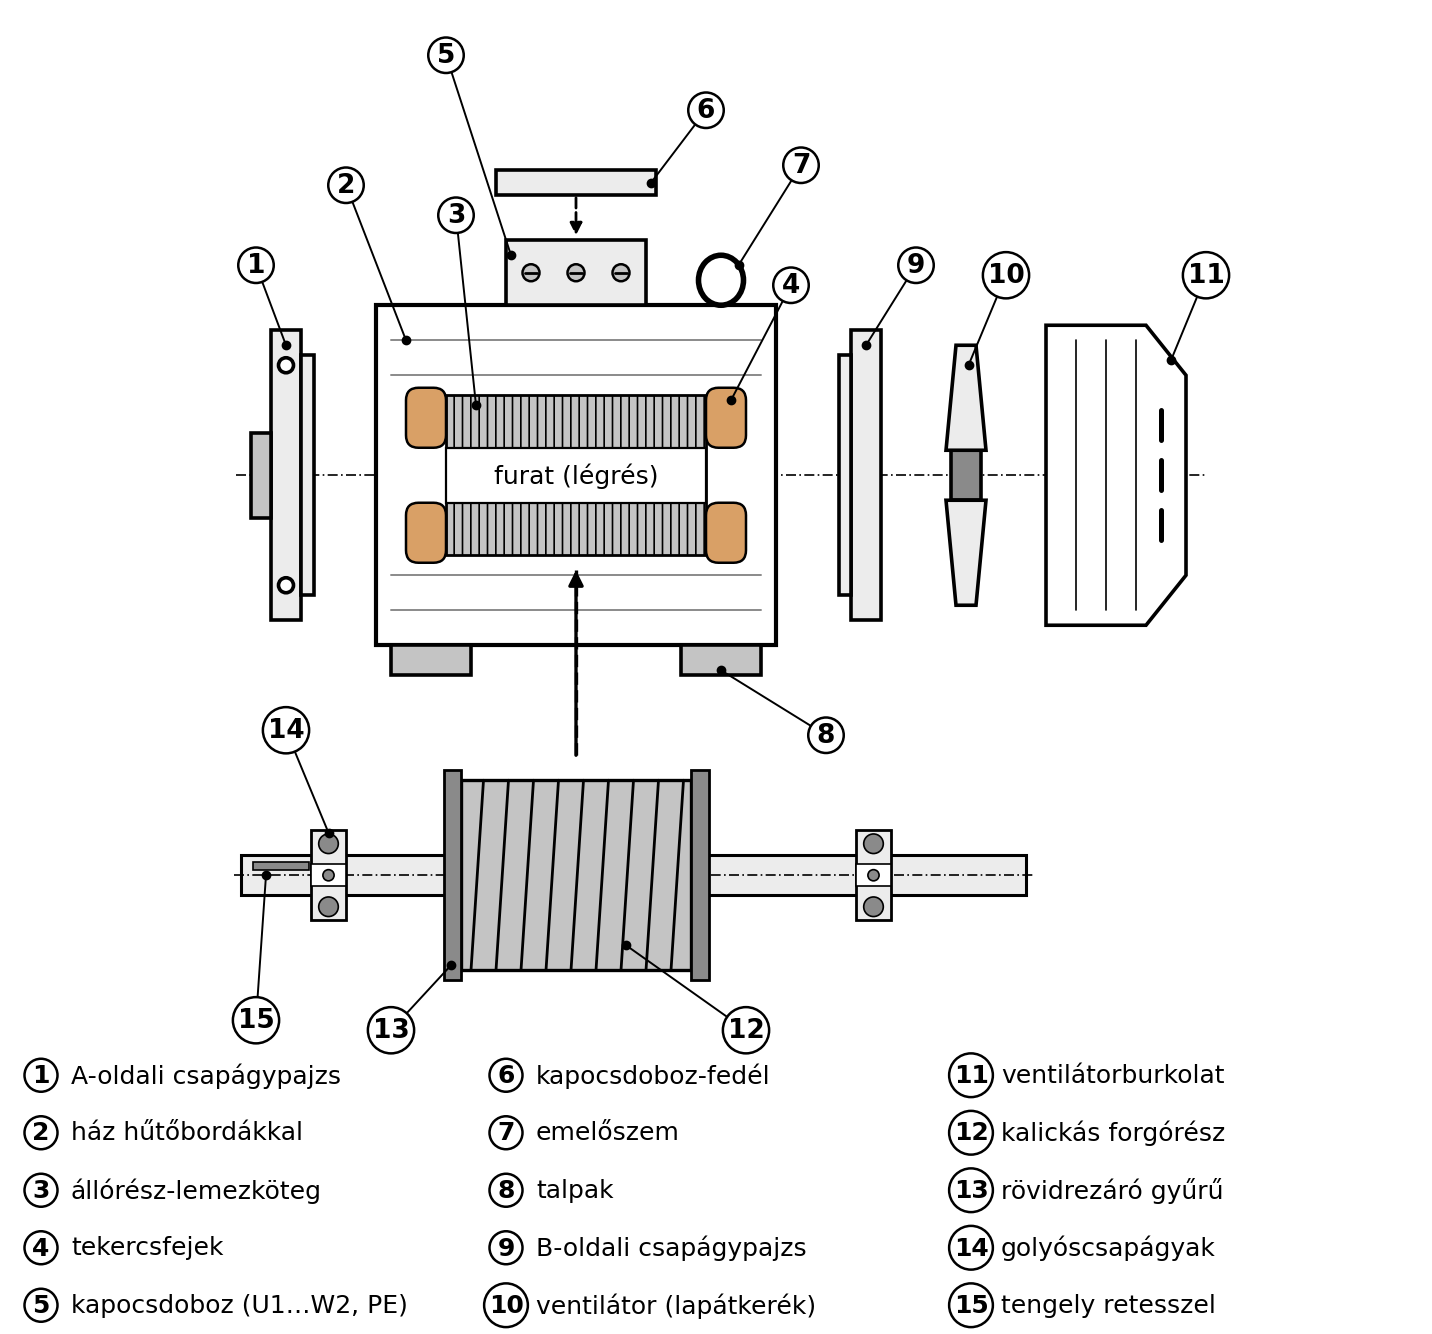 5
6
7
2
3
1
9
10
11
4
furat (légrés)
14
8
15
13
12
1 A-oldali csapágypajzs
2 ház hűtőbordákkal
3 állórész-lemezköteg
4 tekercsfejek
5 kapocsdoboz (U1…W2, PE)
6 kapocsdoboz-fedél
7 emelőszem
8 talpak
9 B-oldali csapágypajzs
10 ventilátor (lapátkerék)
11 ventilátorburkolat
12 kalickás forgórész
13 rövidrezáró gyűrű
14 golyóscsapágyak
15 tengely retesszel